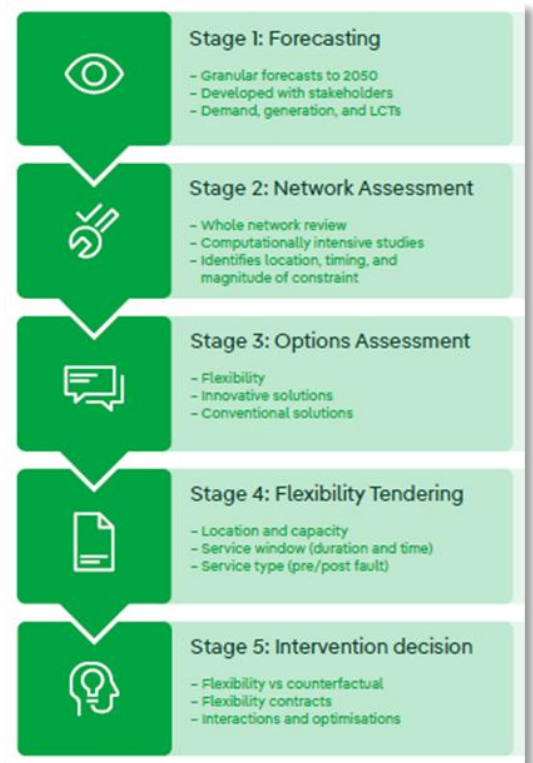 Stage 1: Forecasting
– Granular forecasts to 2050
– Developed with stakeholders
– Demand, generation, and LCTs
Stage 2: Network Assessment
– Whole network review
– Computationally intensive studies
– Identifies location, timing, and
magnitude of constraint
Stage 3: Options Assessment
– Flexibility
– Innovative solutions
– Conventional solutions
Stage 4: Flexibility Tendering
– Location and capacity
– Service window (duration and time)
– Service type (pre/post fault)
Stage 5: Intervention decision
– Flexibility vs counterfactual
– Flexibility contracts
– Interactions and optimisations